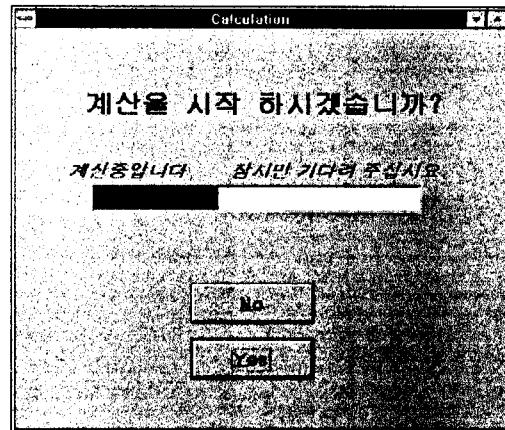 Calculation
계산을 시작 하시겠습니까?
계산중입니다 잠시만 기다려 주십시요
No
Yes